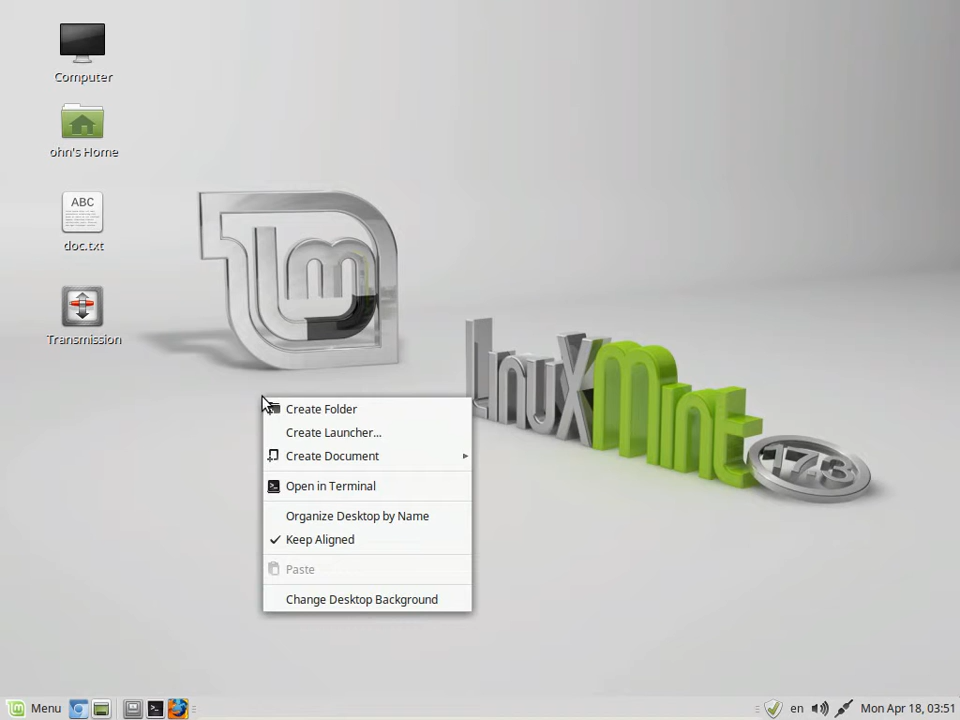 Computer
ohn's Home
ABC
doc.txt
Transmission
lm
LinuxMint
17.3
Create Folder
Create Launcher...
Create Document
Open in Terminal
Organize Desktop by Name
Keep Aligned
Paste
Change Desktop Background
Menu
en
Mon Apr 18, 03:51